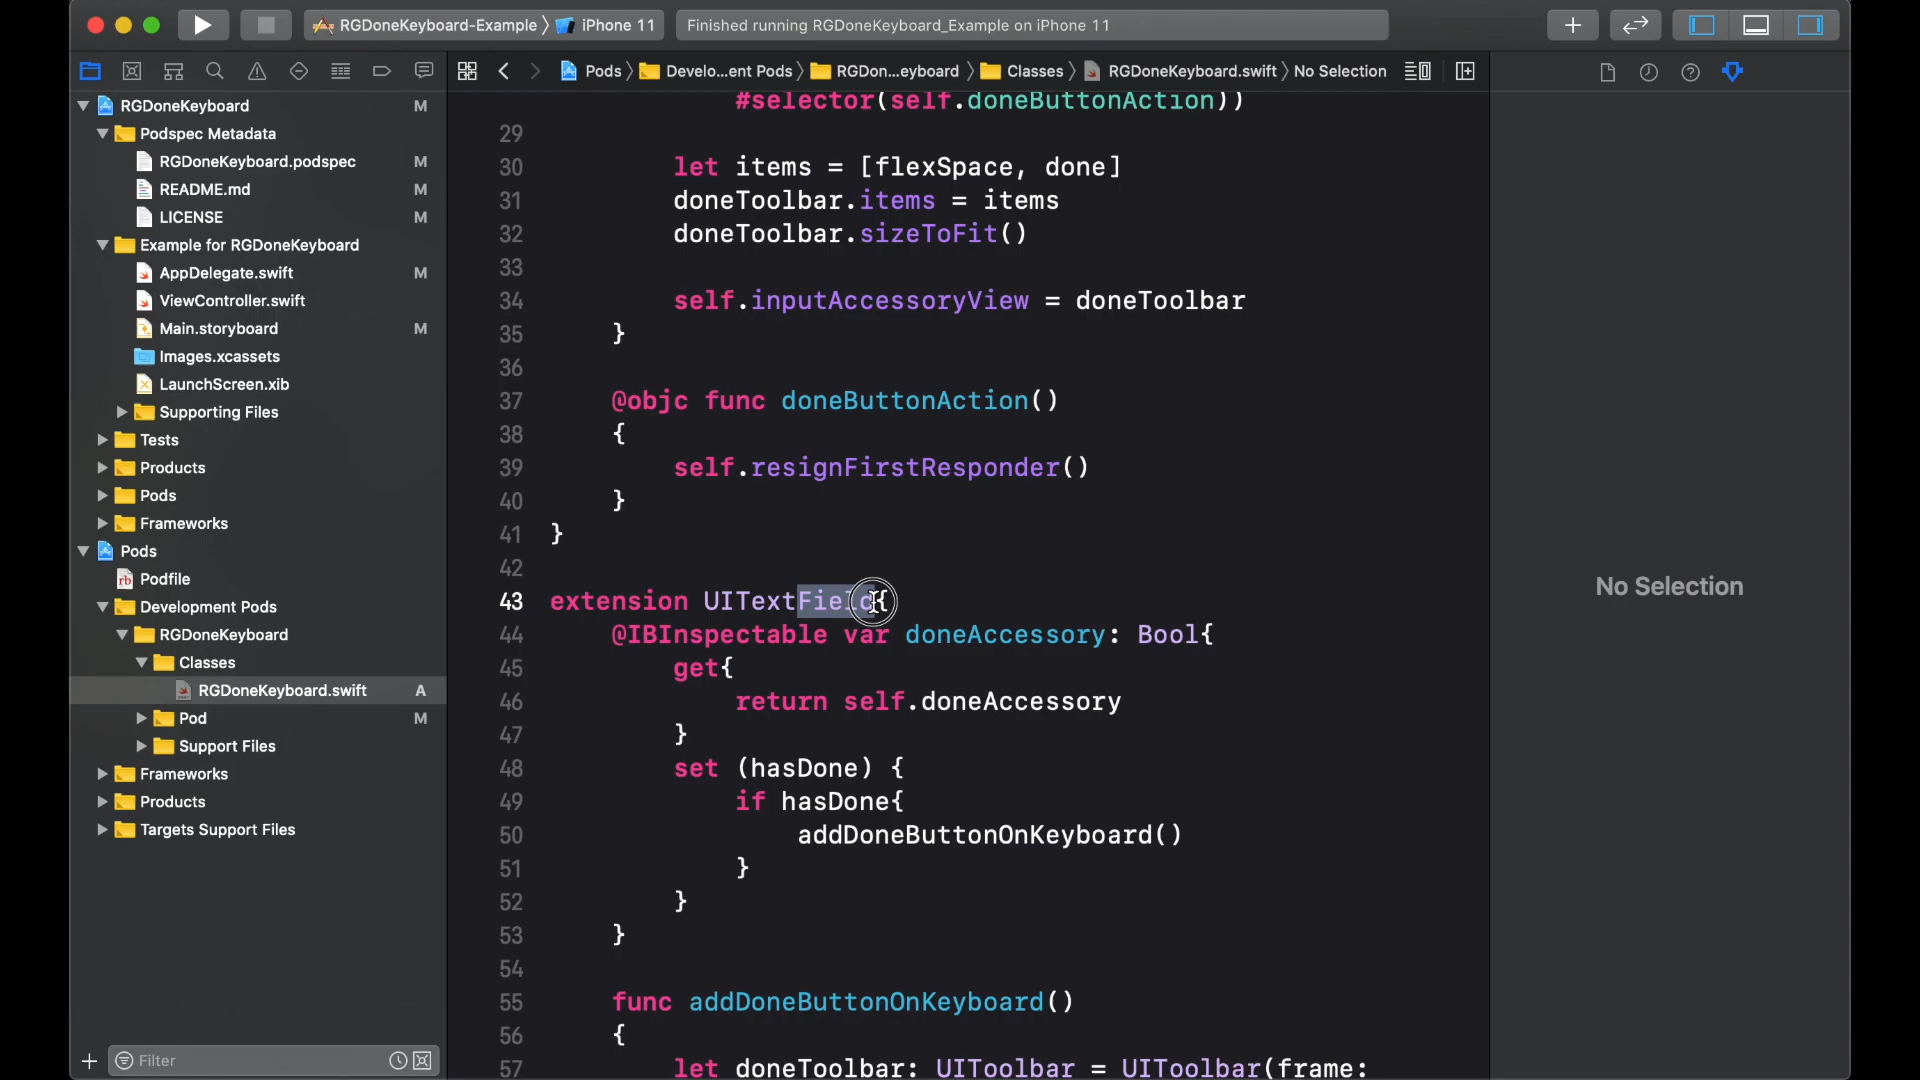 RGDoneKeyboard-Example 〉 iPhone 11
Finished running RGDoneKeyboard_Example on iPhone 11
Pods 〉 Develo...ent Pods 〉 RGDon...eyboard 〉 Classes 〉 RGDoneKeyboard.swift 〉 No Selection
RGDoneKeyboard M
Podspec Metadata
RGDoneKeyboard.podspec M
README.md M
LICENSE M
Example for RGDoneKeyboard
AppDelegate.swift M
ViewController.swift
Main.storyboard M
Images.xcassets
LaunchScreen.xib
Supporting Files
Tests
Products
Pods
Frameworks
Pods
rb Podfile
Development Pods
RGDoneKeyboard
Classes
RGDoneKeyboard.swift A
Pod M
Support Files
Frameworks
Products
Targets Support Files
Filter
#selector(self.doneButtonAction))
29
30 let items = [flexSpace, done]
31 doneToolbar.items = items
32 doneToolbar.sizeToFit()
33
34 self.inputAccessoryView = doneToolbar
35 }
36
37 @objc func doneButtonAction()
38 {
39 self.resignFirstResponder()
40 }
41 }
42
43 extension UITextField{
44 @IBInspectable var doneAccessory: Bool{
45 get{
46 return self.doneAccessory
47 }
48 set (hasDone) {
49 if hasDone{
50 addDoneButtonOnKeyboard()
51 }
52 }
53 }
54
55 func addDoneButtonOnKeyboard()
56 {
57 let doneToolbar: UIToolbar = UIToolbar(frame:
No Selection